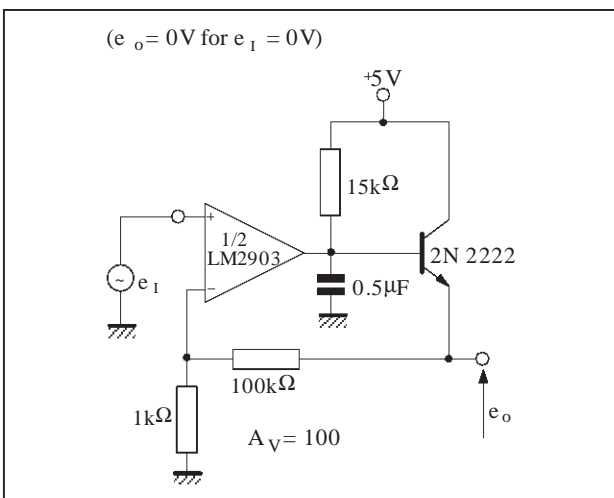 (e o = 0V for e I = 0V)
+5V
15kΩ
1/2
LM2903
+
−
~
e I
2N 2222
0.5μF
100kΩ
1kΩ
A V = 100
e o